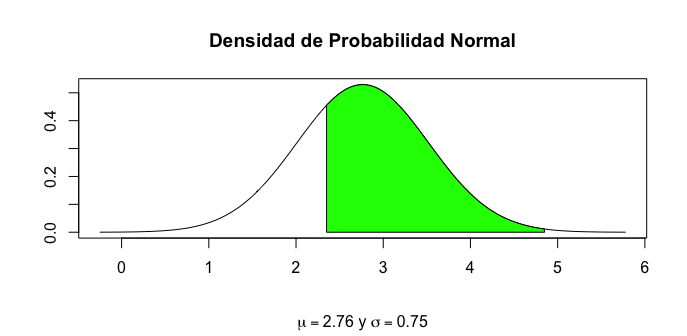 Densidad de Probabilidad Normal
0.4
0.2
0.0
0 1 2 3 4 5 6
μ = 2.76 y σ = 0.75